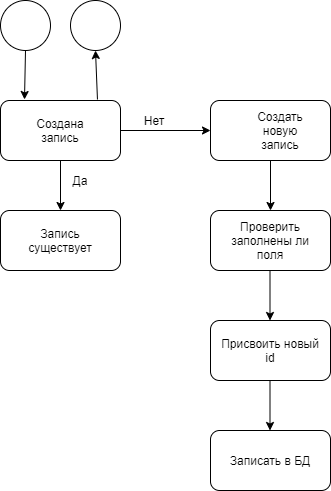 Создана
запись
Нет
Создать
новую
запись
Да
Запись
существует
Проверить
заполнены ли
поля
Присвоить новый
id
Записать в БД